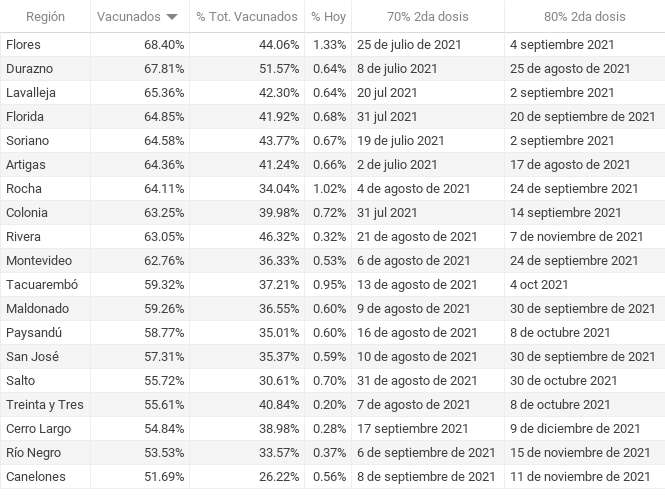 Región Vacunados % Tot. Vacunados % Hoy 70% 2da dosis 80% 2da dosis
Flores 68.40% 44.06% 1.33% 25 de julio de 2021 4 septiembre 2021
Durazno 67.81% 51.57% 0.64% 8 de julio 2021 25 de agosto de 2021
Lavalleja 65.36% 42.30% 0.64% 20 jul 2021 2 septiembre 2021
Florida 64.85% 41.92% 0.68% 31 jul 2021 20 de septiembre de 2021
Soriano 64.58% 43.77% 0.67% 19 de julio 2021 2 septiembre 2021
Artigas 64.36% 41.24% 0.66% 2 de julio 2021 17 de agosto de 2021
Rocha 64.11% 34.04% 1.02% 4 de agosto de 2021 24 de septiembre 2021
Colonia 63.25% 39.98% 0.72% 31 jul 2021 14 septiembre 2021
Rivera 63.05% 46.32% 0.32% 21 de agosto de 2021 7 de noviembre de 2021
Montevideo 62.76% 36.33% 0.53% 6 de agosto de 2021 24 de septiembre 2021
Tacuarembó 59.32% 37.21% 0.95% 13 de agosto de 2021 4 oct 2021
Maldonado 59.26% 36.55% 0.60% 9 de agosto de 2021 30 de septiembre de 2021
Paysandú 58.77% 35.01% 0.60% 16 de agosto de 2021 8 de octubre 2021
San José 57.31% 35.37% 0.59% 10 de agosto de 2021 30 de septiembre de 2021
Salto 55.72% 30.61% 0.70% 31 de agosto de 2021 30 de octubre 2021
Treinta y Tres 55.61% 40.84% 0.20% 7 de agosto de 2021 8 de octubre 2021
Cerro Largo 54.84% 38.98% 0.28% 17 septiembre 2021 9 de diciembre de 2021
Río Negro 53.53% 33.57% 0.37% 6 de septiembre de 2021 15 de noviembre de 2021
Canelones 51.69% 26.22% 0.56% 8 de septiembre de 2021 11 de noviembre de 2021